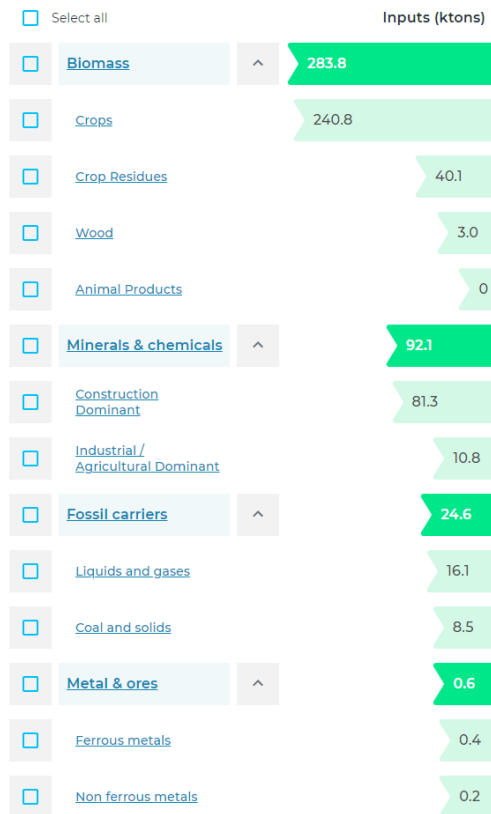 Select all Inputs (ktons)
Biomass 283.8
Crops 240.8
Crop Residues 40.1
Wood 3.0
Animal Products 0
Minerals & chemicals 92.1
Construction
Dominant 81.3
Industrial /
Agricultural Dominant 10.8
Fossil carriers 24.6
Liquids and gases 16.1
Coal and solids 8.5
Metal & ores 0.6
Ferrous metals 0.4
Non ferrous metals 0.2